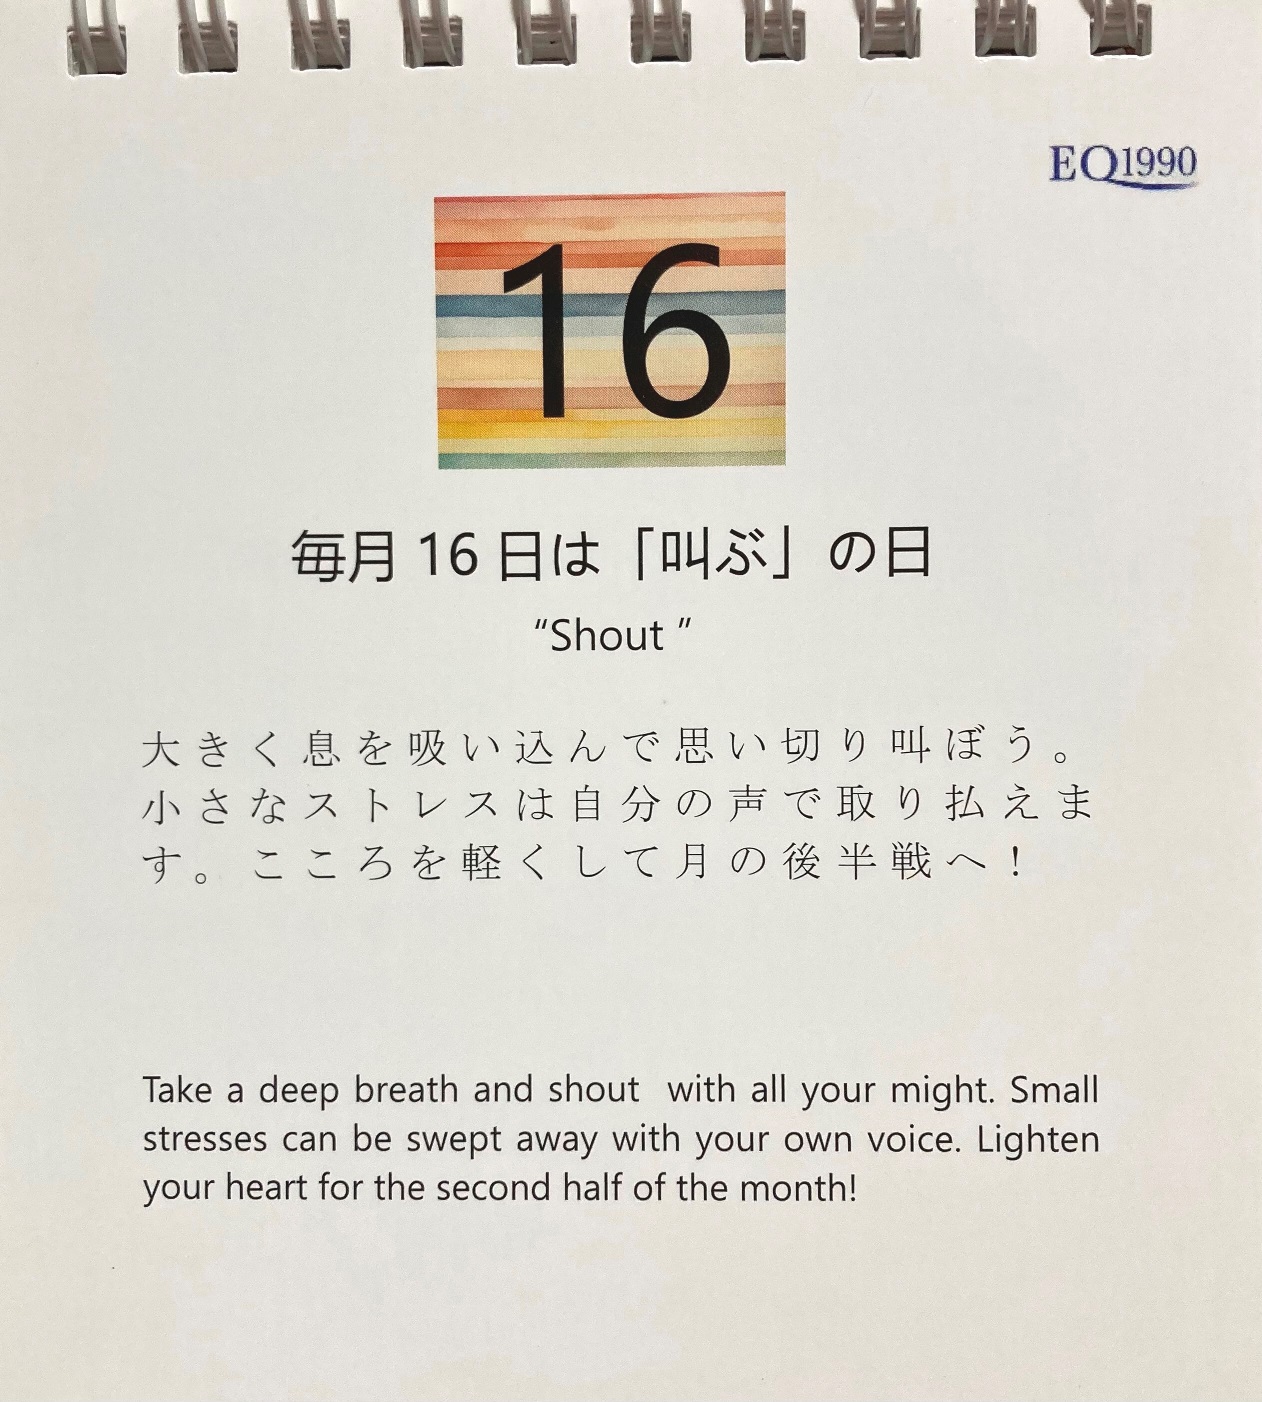 EQ1990
16
毎月 16 日は「叫ぶ」の日
“Shout ”
大きく息を吸い込んで思い切り叫ぼう。
小さなストレスは自分の声で取り払えま
す。こころを軽くして月の後半戦へ！
Take a deep breath and shout  with all your might. Small
stresses can be swept away with your own voice. Lighten
your heart for the second half of the month!